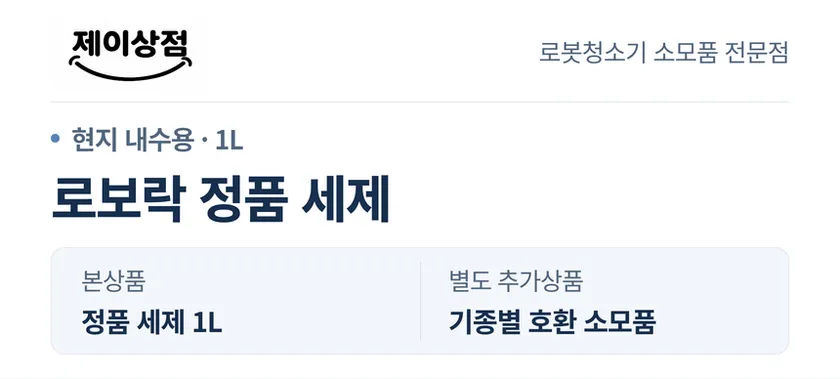 제이상점
로봇청소기 소모품 전문점
• 현지 내수용 · 1L
로보락 정품 세제
본상품
정품 세제 1L
별도 추가상품
기종별 호환 소모품